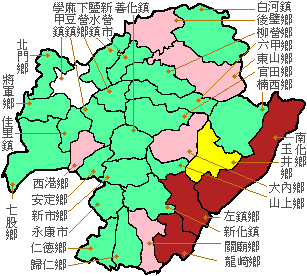 學甲鎮
麻豆鎮
下營鄉
鹽水鎮
新營市
善化鎮
白河鎮
後壁鄉
柳營鄉
六甲鄉
東山鄉
官田鄉
楠西鄉
北門鄉
將軍鄉
佳里鎮
七股鄉
南化鄉
玉井鄉
大內鄉
山上鄉
西港鄉
安定鄉
新市鄉
永康市
仁德鄉
歸仁鄉
左鎮鄉
新化鎮
關廟鄉
龍崎鄉